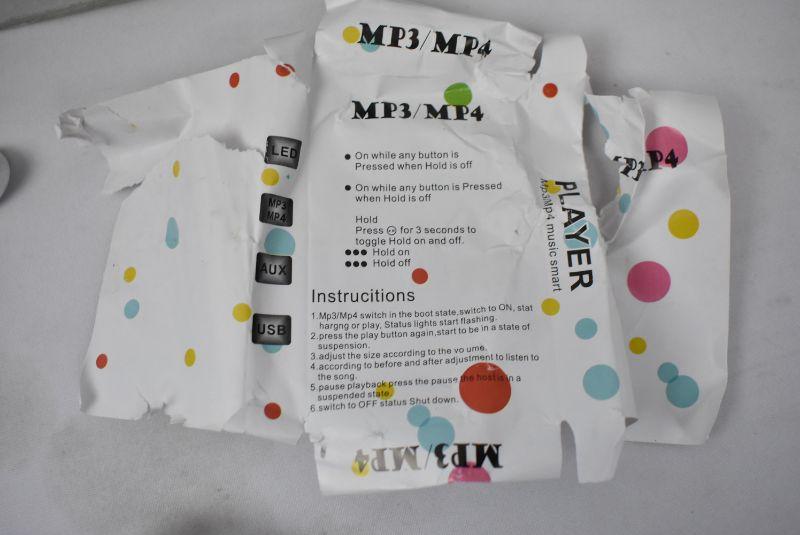 MP3/MP4
MP3/MP4
LED
MP3
MP4
AUX
USB
● On while any button is
Pressed when Hold is off
● On while any button is Pressed
when Hold is off
Hold
Press for 3 seconds to
toggle Hold on and off.
●●● Hold on
●●● Hold off
Instrucitions
1.Mp3/Mp4 switch in the boot state,switch to ON, stat
hargng or play, Status lights start flashing.
2.press the play button again,start to be in a state of
suspension.
3.adjust the size according to the vo ume.
4.according to before and after adjustment to listen to
the song.
5.pause playback press the pause the host is in a
suspended state
6.switch to OFF status Shut down.
PLAYER
Mp3/Mp4 music smart
MP3 P4
MP3/MP4